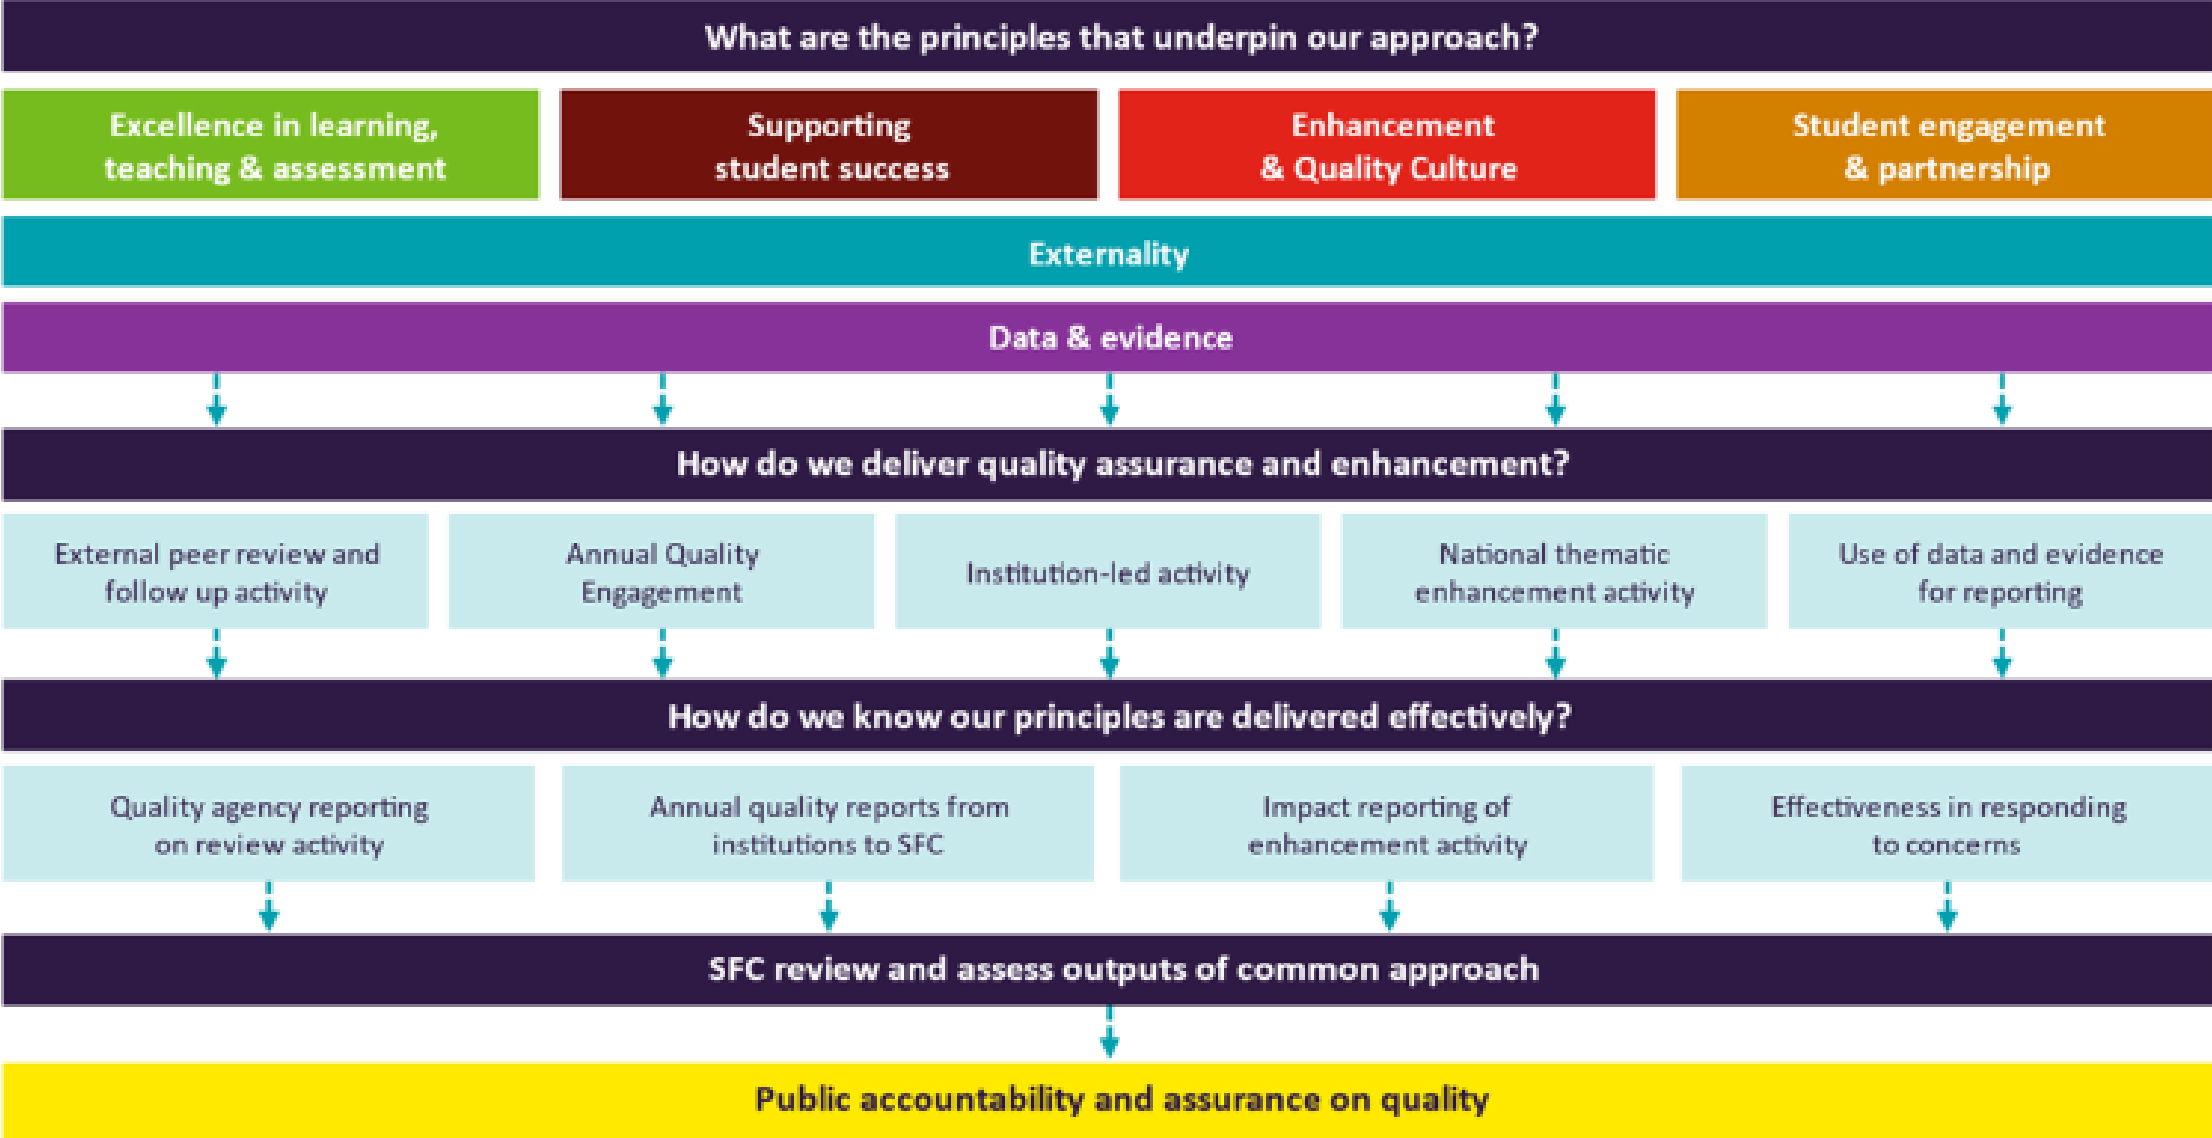 What are the principles that underpin our approach?
Excellence in learning,
teaching & assessment
Supporting
student success
Enhancement
& Quality Culture
Student engagement
& partnership
Externality
Data & evidence
How do we deliver quality assurance and enhancement?
External peer review and
follow up activity
Annual Quality
Engagement
Institution-led activity
National thematic
enhancement activity
Use of data and evidence
for reporting
How do we know our principles are delivered effectively?
Quality agency reporting
on review activity
Annual quality reports from
institutions to SFC
Impact reporting of
enhancement activity
Effectiveness in responding
to concerns
SFC review and assess outputs of common approach
Public accountability and assurance on quality